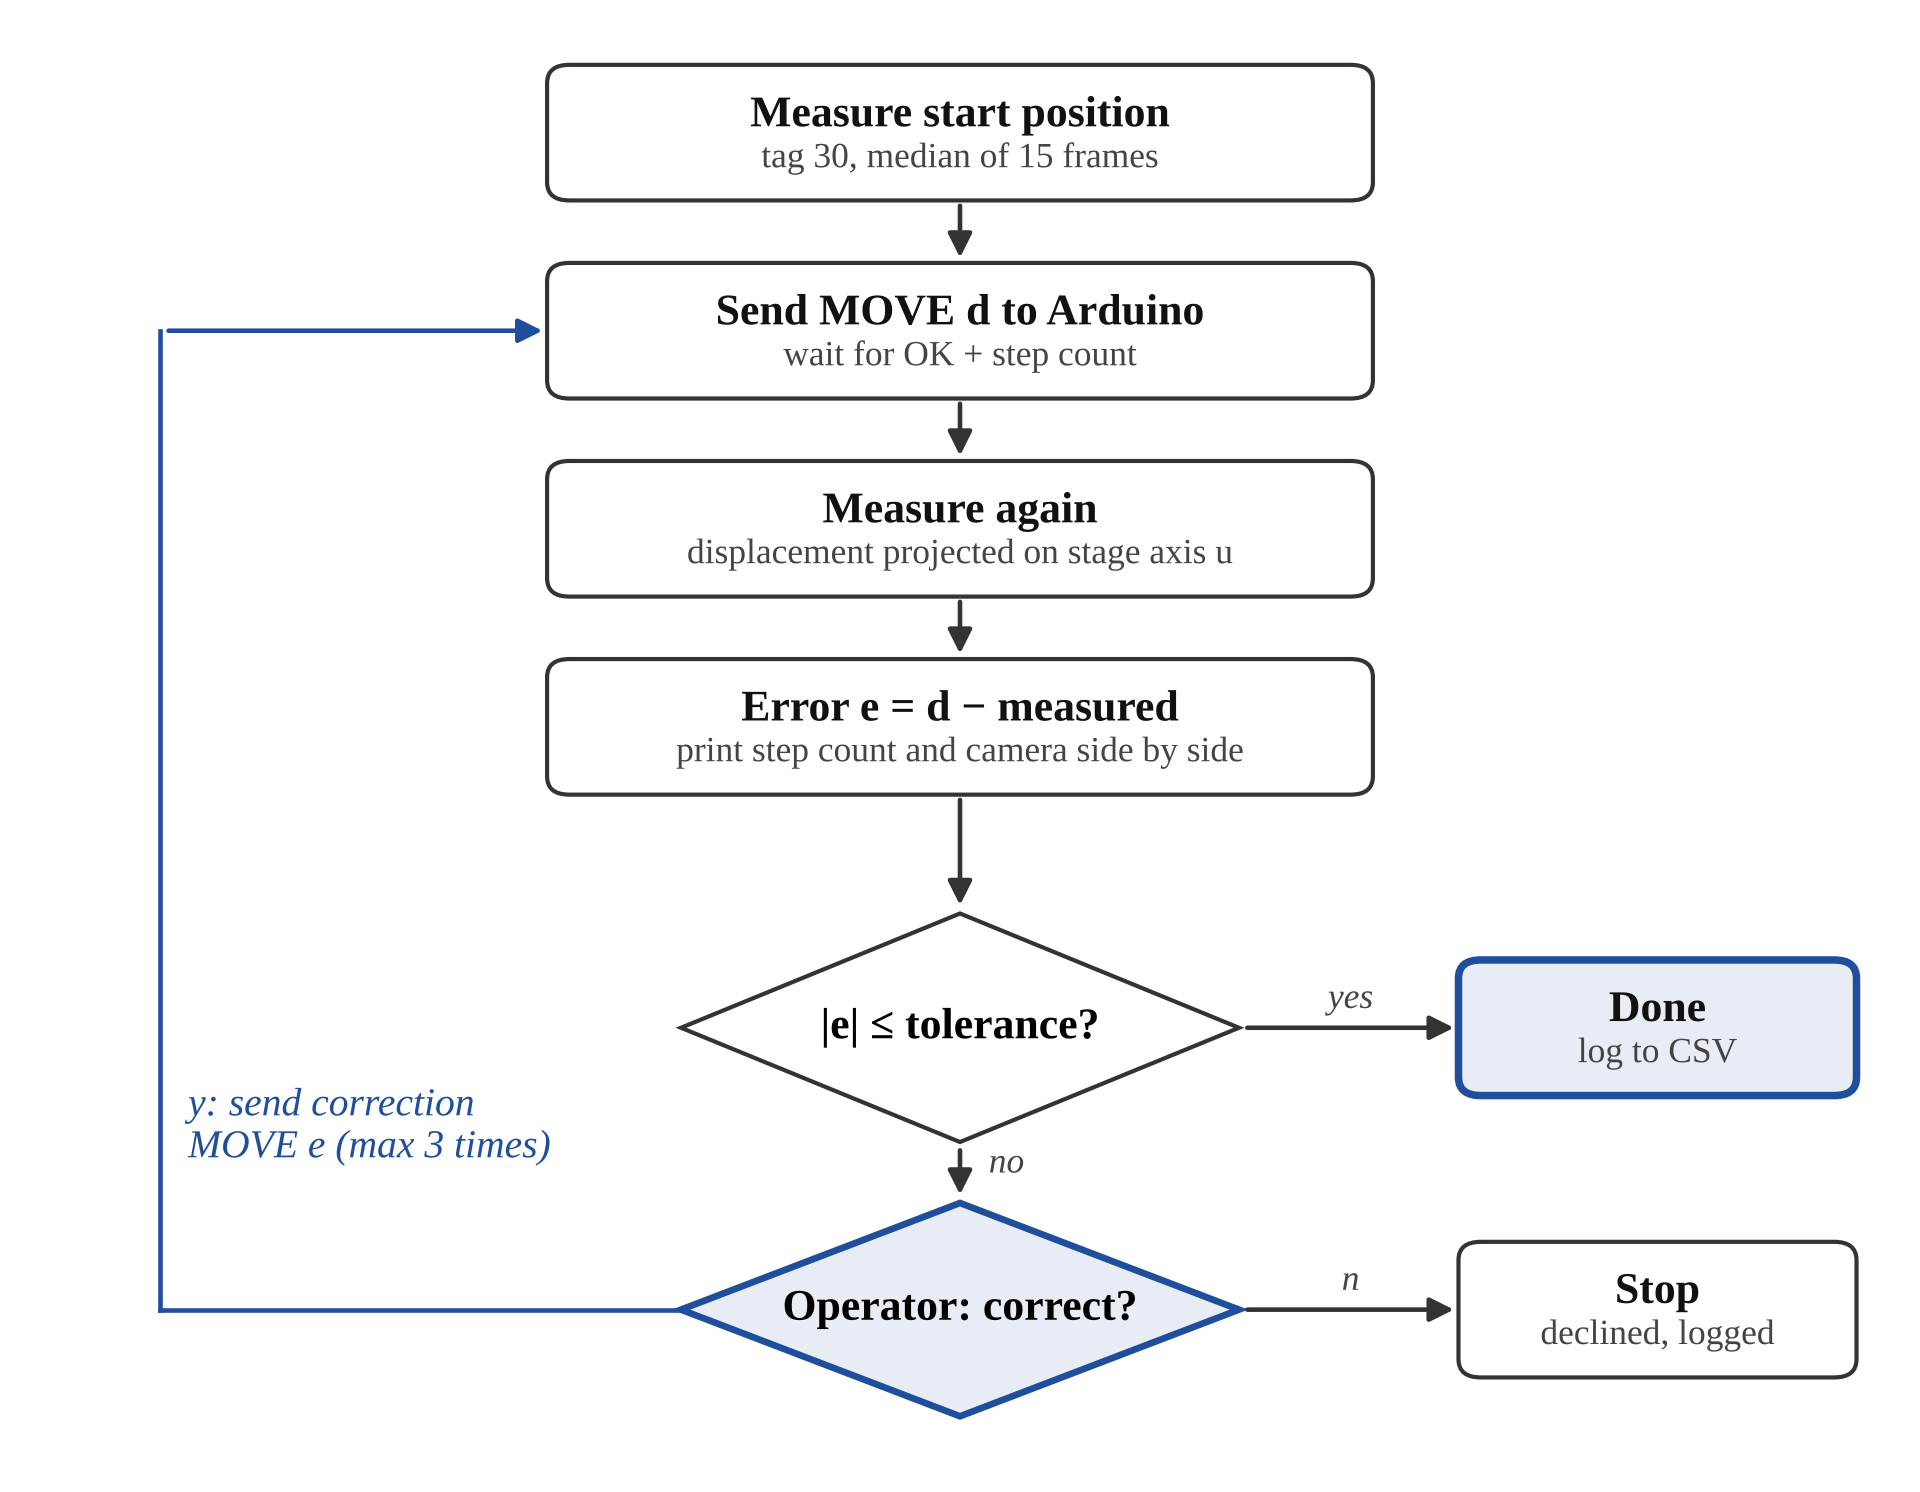 Measure start position
tag 30, median of 15 frames
Send MOVE d to Arduino
wait for OK + step count
Measure again
displacement projected on stage axis u
Error e = d − measured
print step count and camera side by side
|e| ≤ tolerance?
yes
Done
log to CSV
no
y: send correction
MOVE e (max 3 times)
Operator: correct?
n
Stop
declined, logged